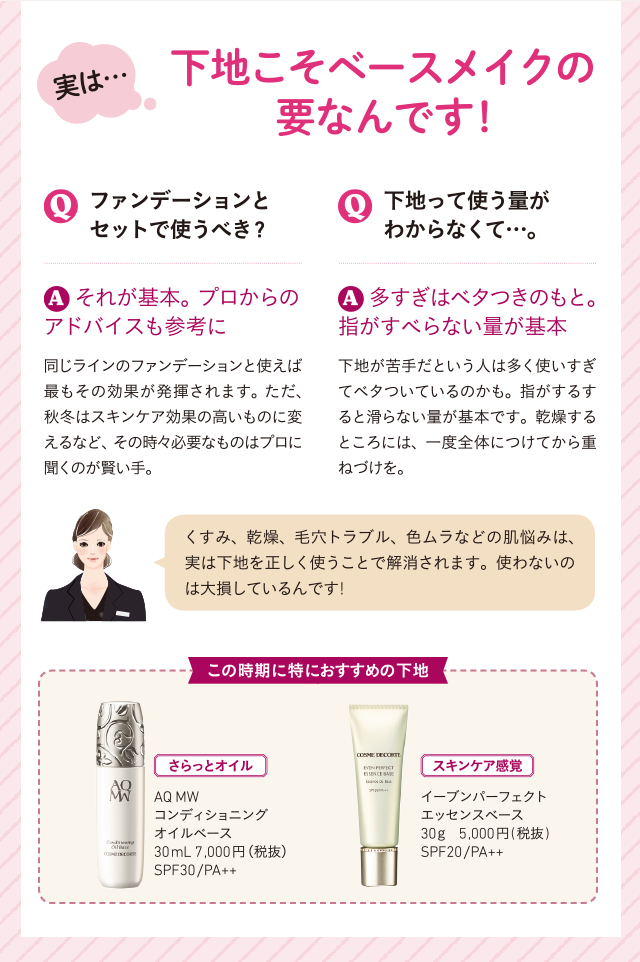 実は…
下地こそベースメイクの
要なんです！
Q ファンデーションと
セットで使うべき？
A それが基本。プロからの
アドバイスも参考に
同じラインのファンデーションと使えば
最もその効果が発揮されます。ただ、
秋冬はスキンケア効果の高いものに変
えるなど、その時々必要なものはプロに
聞くのが賢い手。
Q 下地って使う量が
わからなくて…。
A 多すぎはベタつきのもと。
指がすべらない量が基本
下地が苦手だという人は多く使いすぎ
てベタついているのかも。指がするす
ると滑らない量が基本です。乾燥する
ところには、一度全体につけてから重
ねづけを。
くすみ、乾燥、毛穴トラブル、色ムラなどの肌悩みは、
実は下地を正しく使うことで解消されます。使わないの
は大損しているんです!
この時期に特におすすめの下地
AQ
MW
Conditioning
Oil Base
COSME DECORTE
さらっとオイル
AQ MW
コンディショニング
オイルベース
30mL 7,000円（税抜）
SPF30/PA++
COSME DECORTE
EVEN PERFECT
ESSENCE BASE
スキンケア感覚
イーブンパーフェクト
エッセンスベース
30g 5,000円（税抜）
SPF20/PA++